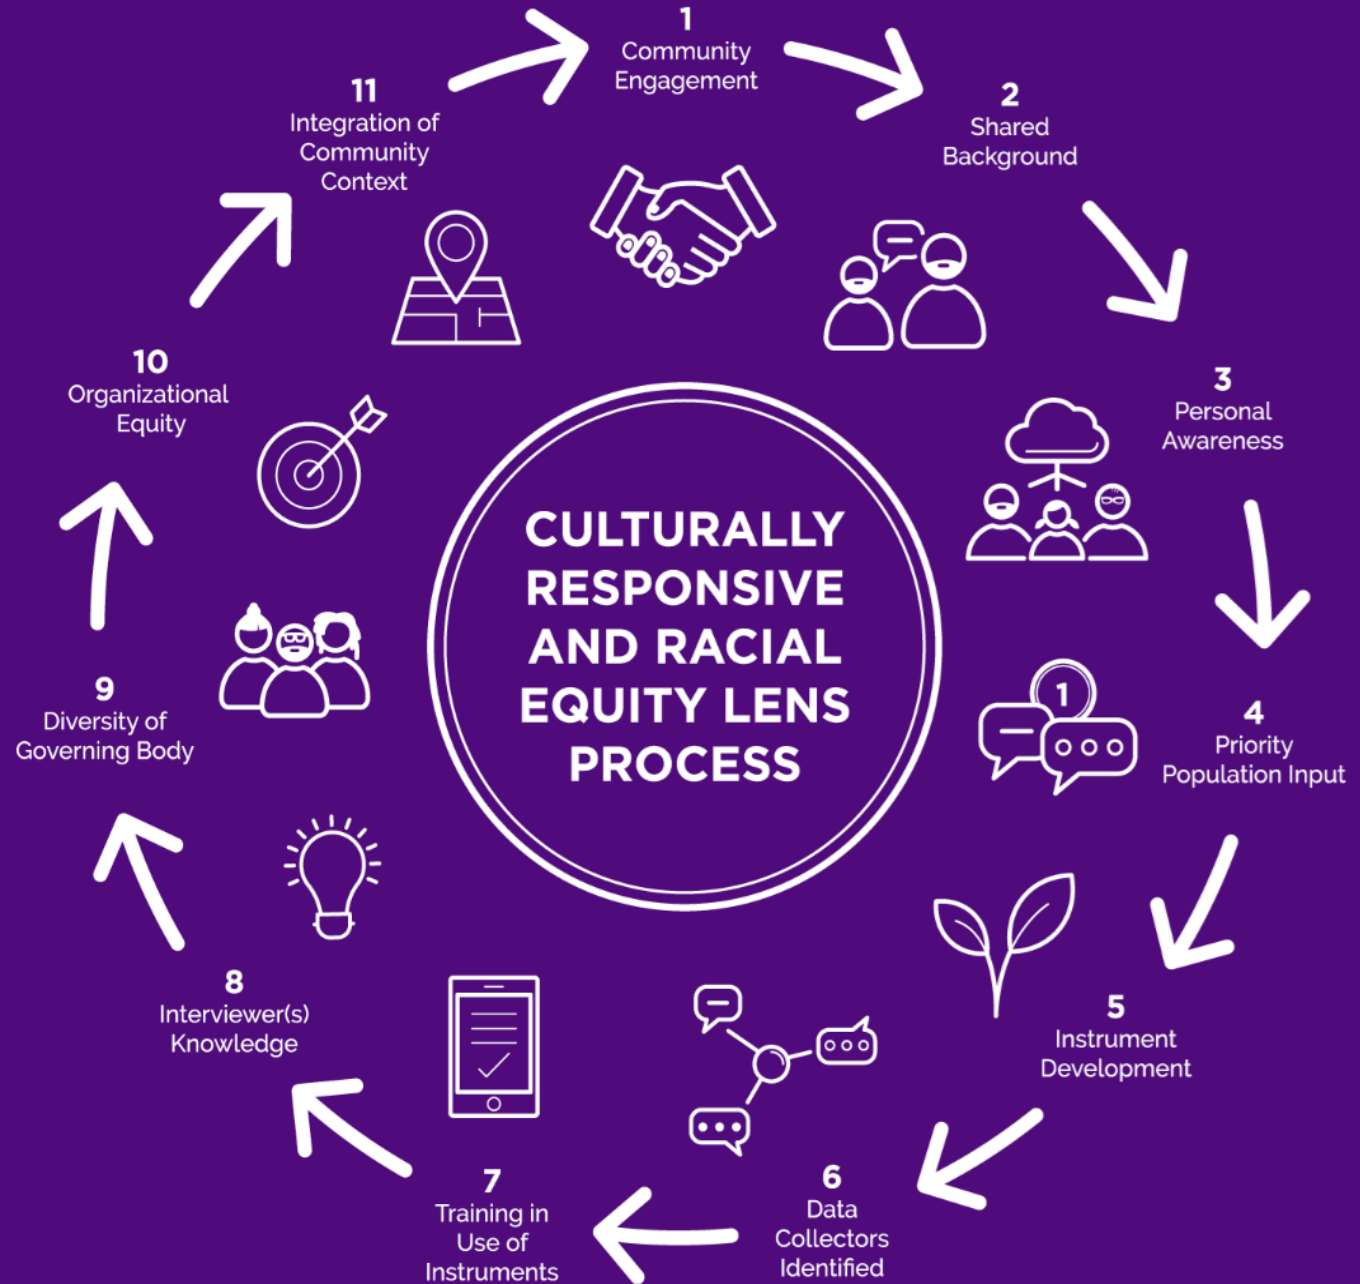 1
Community
Engagement
2
Shared
Background
3
Personal
Awareness
1
4
Priority
Population Input
5
Instrument
Development
6
Data
Collectors
Identified
7
Training in
Use of
Instruments
8
Interviewer(s)
Knowledge
9
Diversity of
Governing Body
10
Organizational
Equity
11
Integration of
Community
Context
CULTURALLY
RESPONSIVE
AND RACIAL
EQUITY LENS
PROCESS